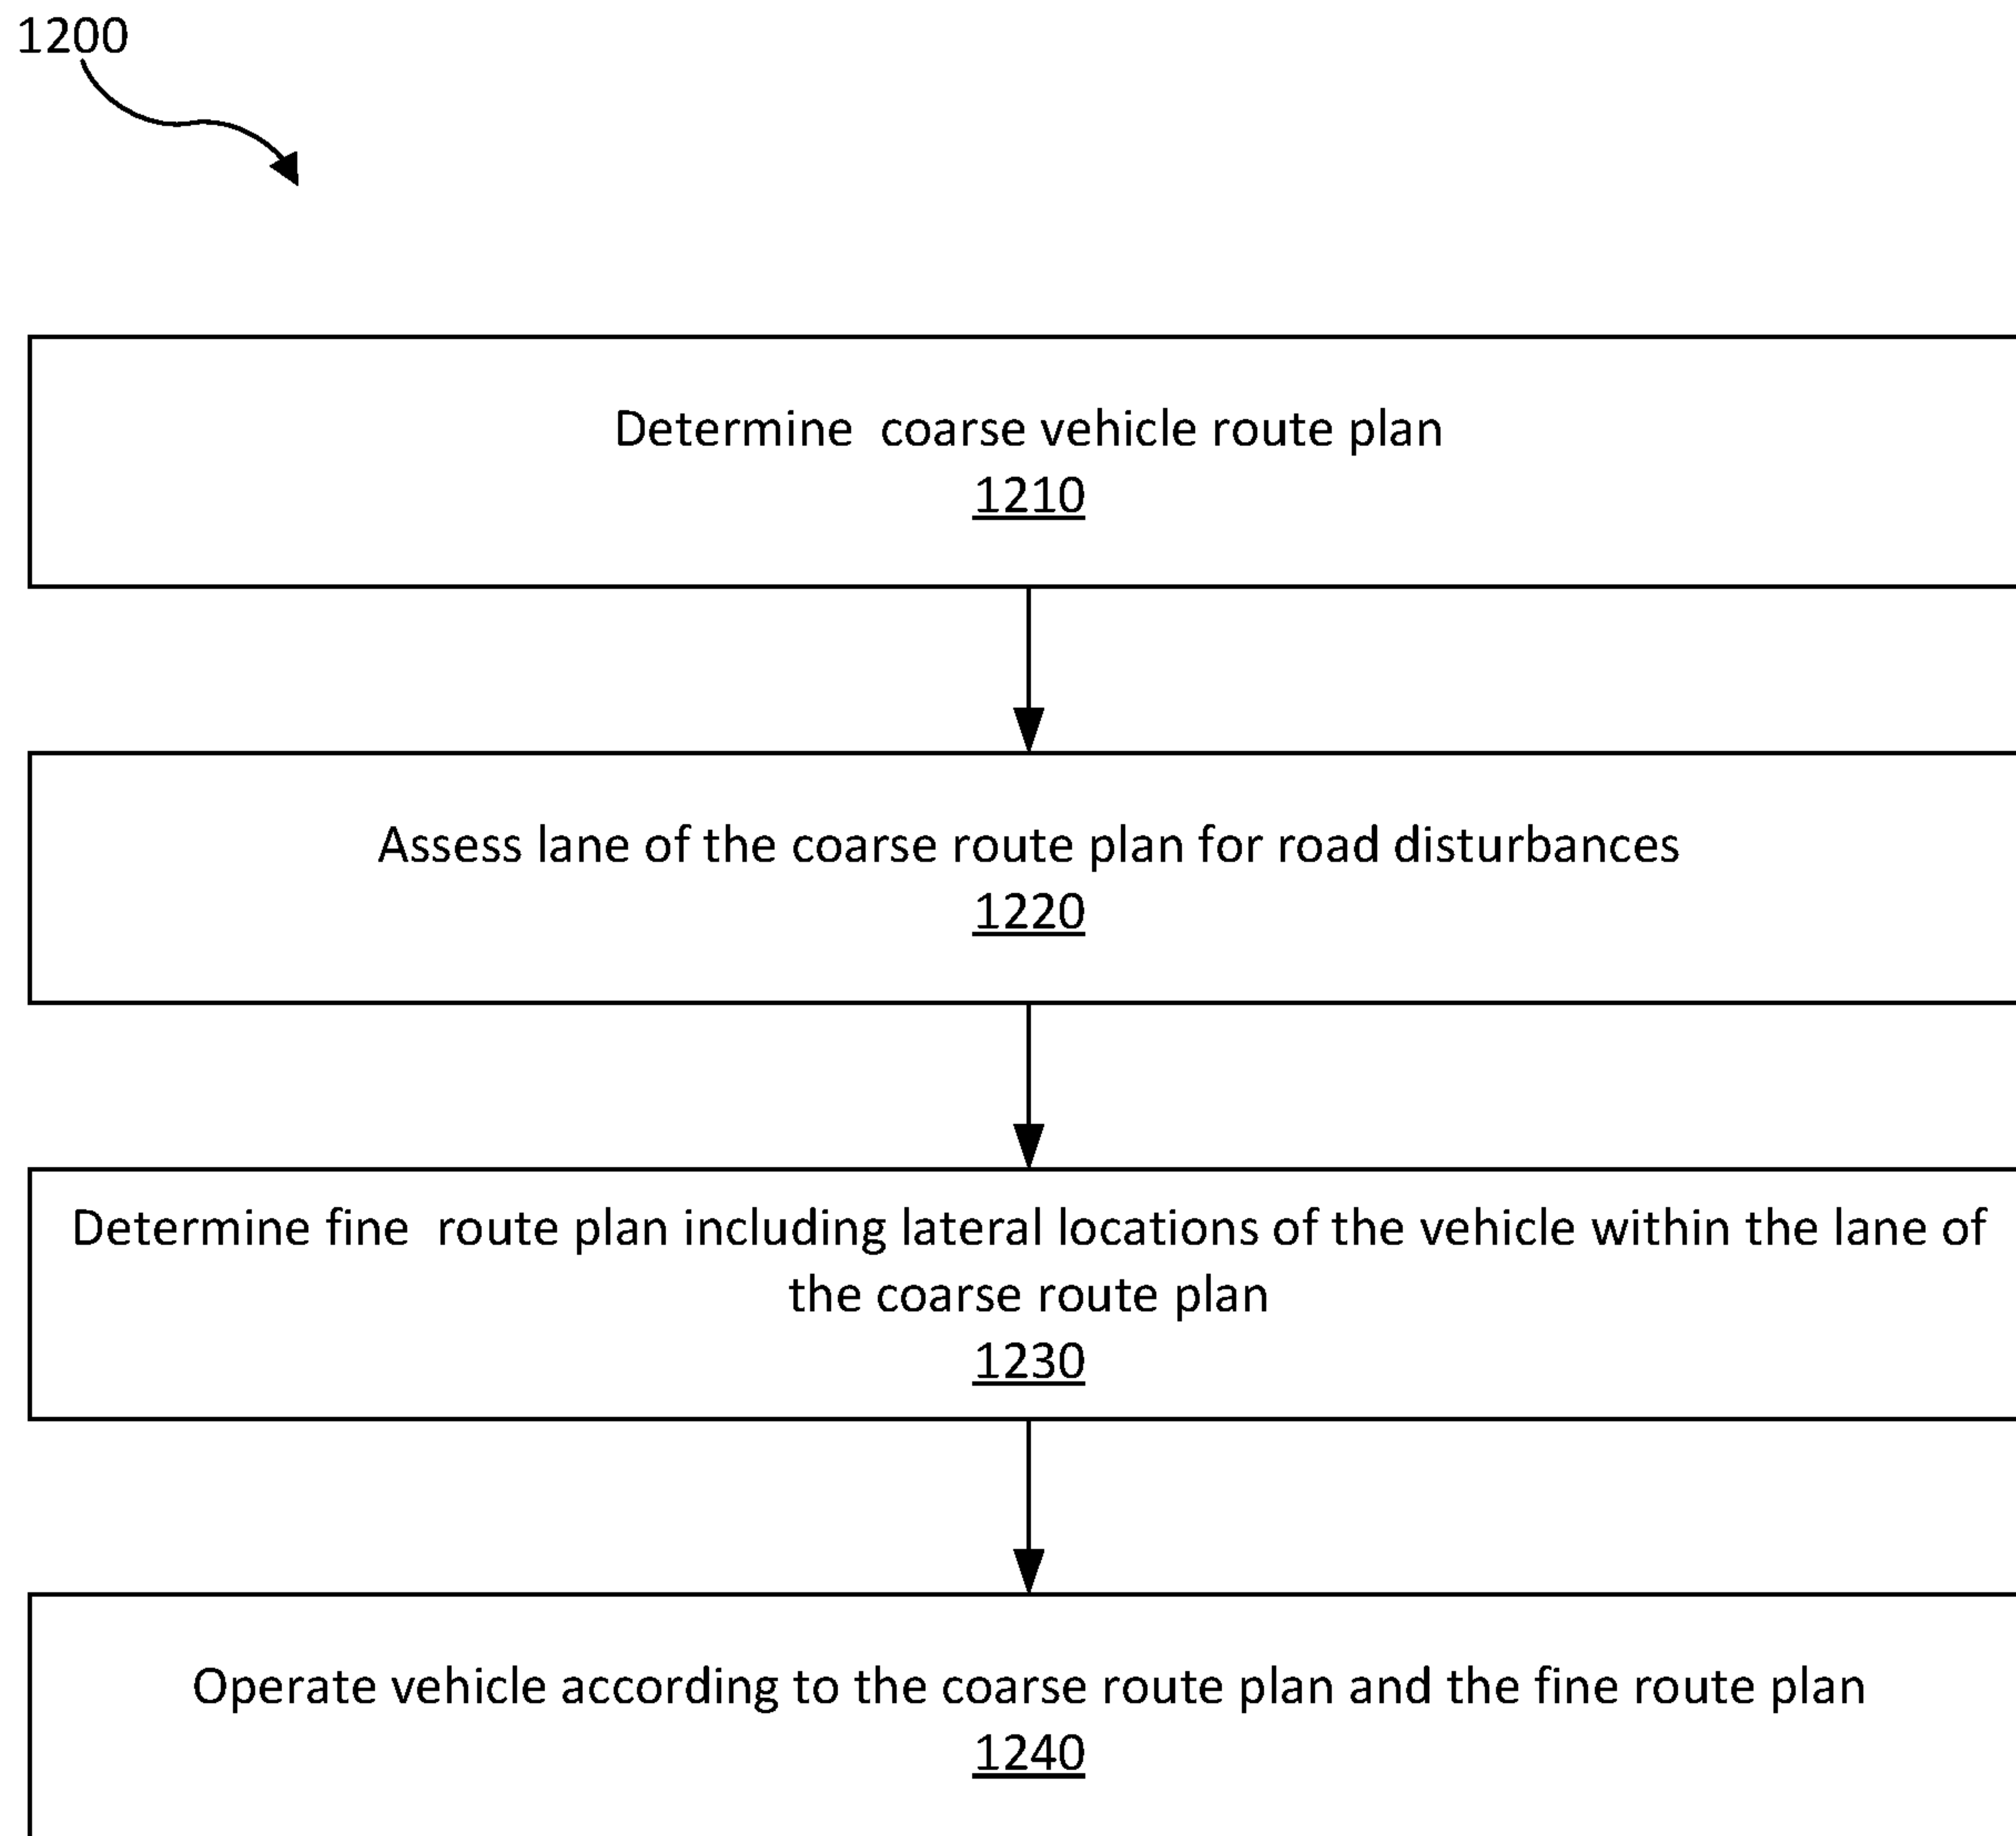 1200
Determine coarse vehicle route plan
1210
Assess lane of the coarse route plan for road disturbances
1220
Determine fine route plan including lateral locations of the vehicle within the lane of
the coarse route plan
1230
Operate vehicle according to the coarse route plan and the fine route plan
1240